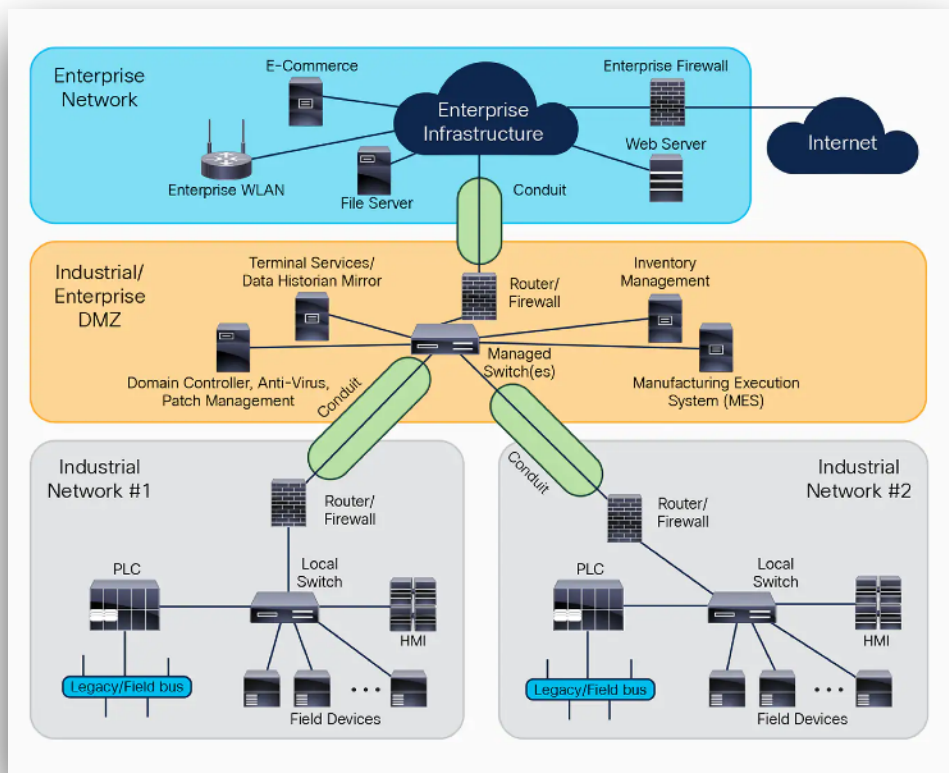 Enterprise
Network
E-Commerce
Enterprise WLAN
File Server
Enterprise
Infrastructure
Enterprise Firewall
Web Server
Internet
Conduit
Industrial/
Enterprise
DMZ
Terminal Services/
Data Historian Mirror
Router/
Firewall
Inventory
Management
Domain Controller, Anti-Virus,
Patch Management
Managed
Switch(es)
Manufacturing Execution
System (MES)
Conduit
Conduit
Industrial
Network #1
Router/
Firewall
PLC
Local
Switch
HMI
Legacy/Field bus
Field Devices
Industrial
Network #2
Router/
Firewall
PLC
Local
Switch
HMI
Legacy/Field bus
Field Devices